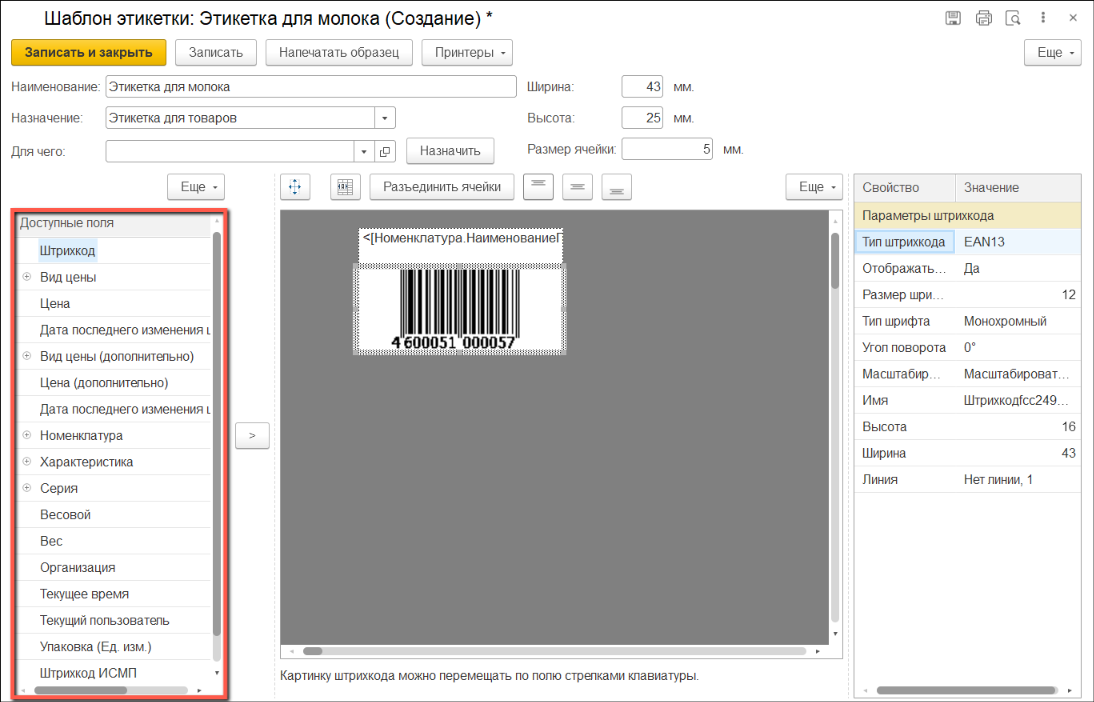 Шаблон этикетки: Этикетка для молока (Создание) *
Записать и закрыть Записать Напечатать образец Принтеры Еще
Наименование: Этикетка для молока Ширина: 43 мм.
Назначение: Этикетка для товаров Высота: 25 мм.
Для чего: Назначить Размер ячейки: 5 мм.
Еще
Доступные поля
Штрихкод
Вид цены
Цена
Дата последнего изменения ц
Вид цены (дополнительно)
Цена (дополнительно)
Дата последнего изменения ц
Номенклатура
Характеристика
Серия
Весовой
Вес
Организация
Текущее время
Текущий пользователь
Упаковка (Ед. изм.)
Штрихкод ИСМП
>
Разъединить ячейки Еще
<[Номенклатура.НаименованиеГ
4 600051 000057
Картинку штрихкода можно перемещать по полю стрелками клавиатуры.
Свойство Значение
Параметры штрихкода
Тип штрихкода EAN13
Отображать... Да
Размер шри... 12
Тип шрифта Монохромный
Угол поворота 0°
Масштабир... Масштабироват...
Имя Штрихкодfcc249...
Высота 16
Ширина 43
Линия Нет линии, 1